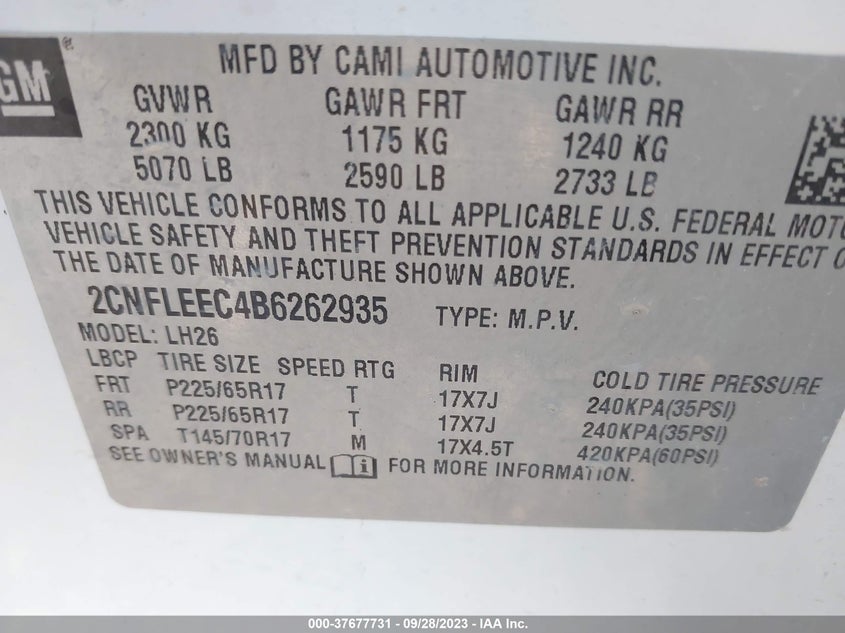 GM ®
MFD BY CAMI AUTOMOTIVE INC.
GVWR GAWR FRT GAWR RR
2300 KG 1175 KG 1240 KG
5070 LB 2590 LB 2733 LB
THIS VEHICLE CONFORMS TO ALL APPLICABLE U.S. FEDERAL MOTO
VEHICLE SAFETY AND THEFT PREVENTION STANDARDS IN EFFECT O
THE DATE OF MANUFACTURE SHOWN ABOVE.
2CNFLEEC4B6262935 TYPE: M.P.V.
MODEL: LH26
LBCP TIRE SIZE SPEED RTG RIM COLD TIRE PRESSURE
FRT P225/65R17 T 17X7J 240KPA(35PSI)
RR P225/65R17 T 17X7J 240KPA(35PSI)
SPA T145/70R17 M 17X4.5T 420KPA(60PSI)
SEE OWNER'S MANUAL FOR MORE INFORMATION.
000-37677731 - 09/28/2023 - IAA Inc.